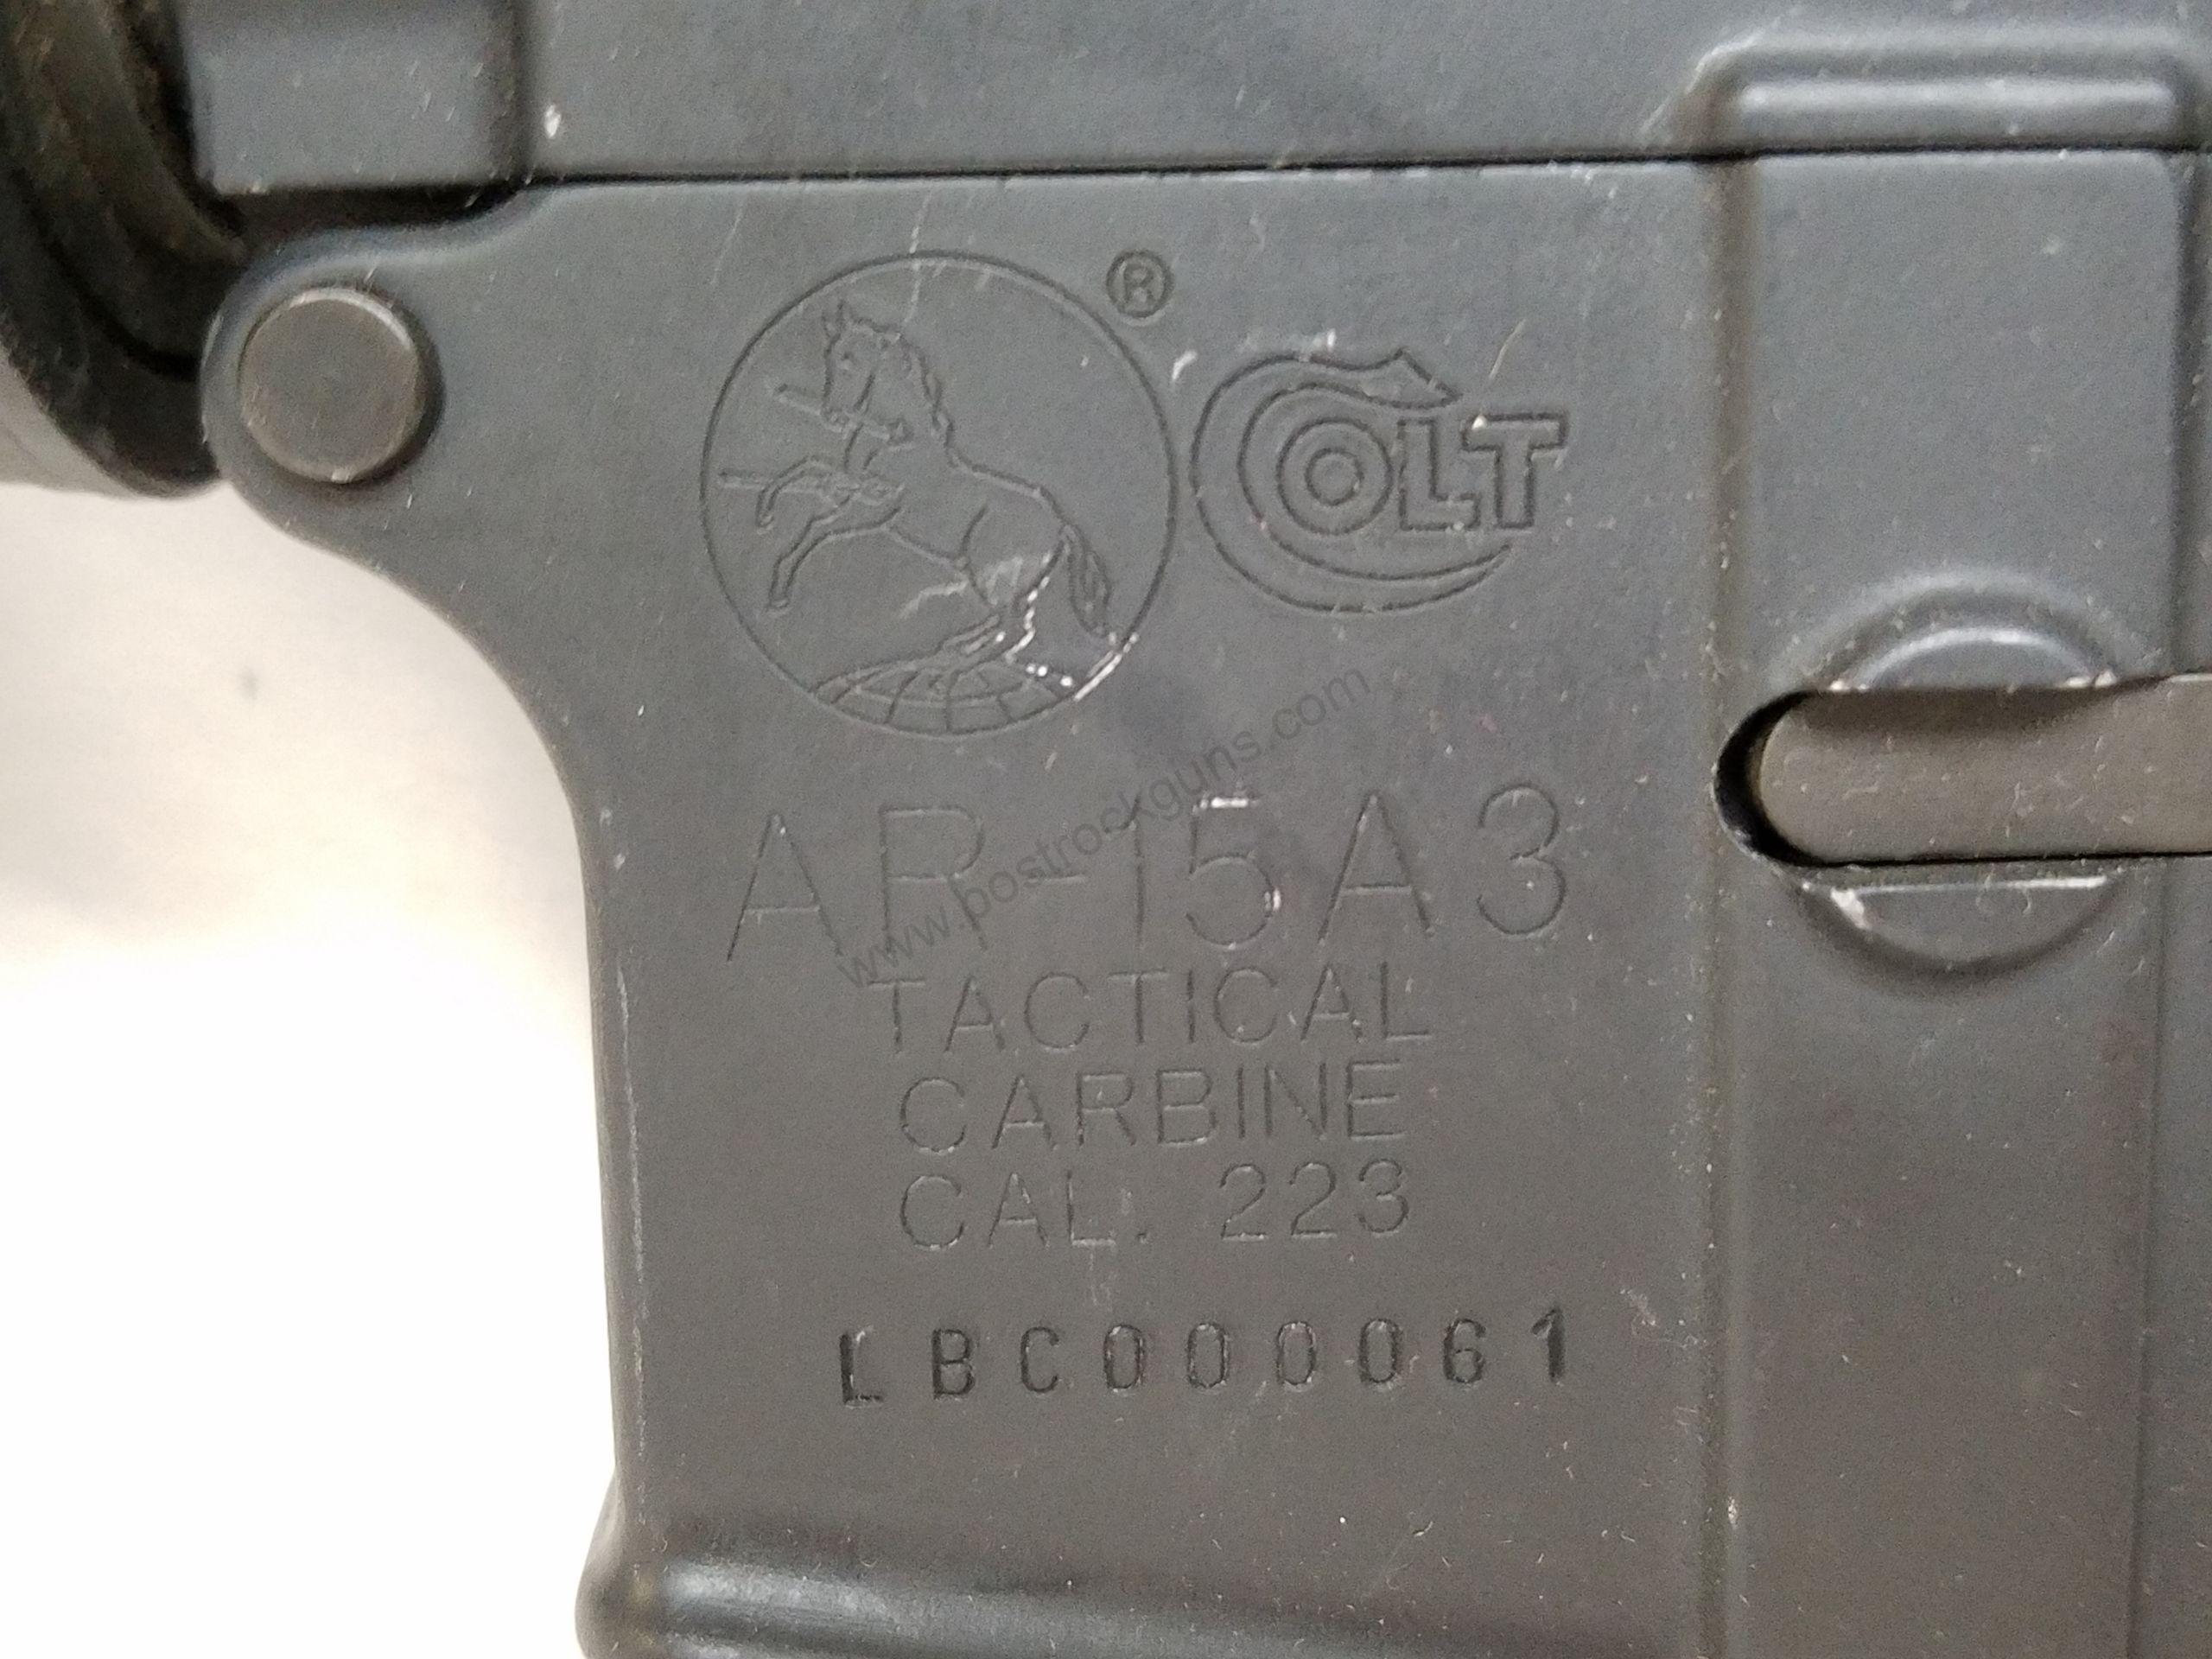 ®
COLT
AR-15A3
TACTICAL
CARBINE
CAL. 223
LBC000061
www.postrockguns.com